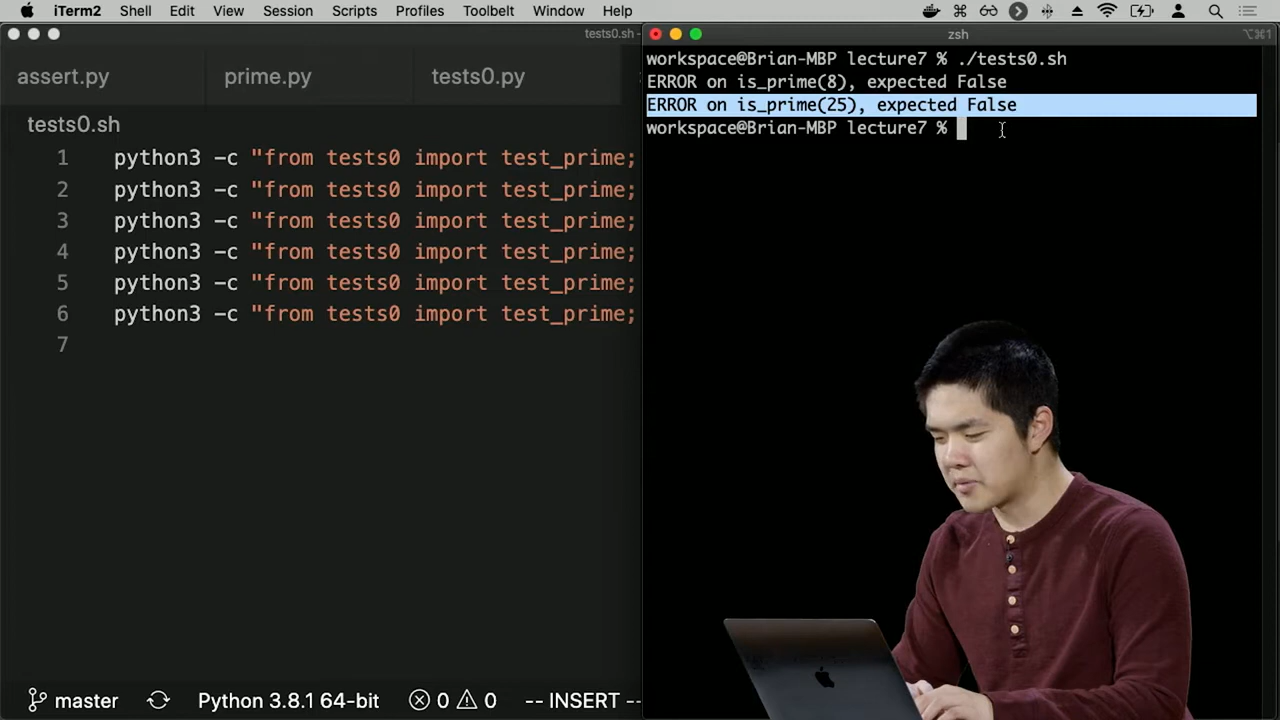 iTerm2 Shell Edit View Session Scripts Profiles Toolbelt Window Help
tests0.sh -
zsh
⌥⌘1
assert.py prime.py tests0.py
tests0.sh
1 python3 -c "from tests0 import test_prime;
2 python3 -c "from tests0 import test_prime;
3 python3 -c "from tests0 import test_prime;
4 python3 -c "from tests0 import test_prime;
5 python3 -c "from tests0 import test_prime;
6 python3 -c "from tests0 import test_prime;
7
workspace@Brian-MBP lecture7 % ./tests0.sh
ERROR on is_prime(8), expected False
ERROR on is_prime(25), expected False
workspace@Brian-MBP lecture7 %
master Python 3.8.1 64-bit 0 0 -- INSERT --